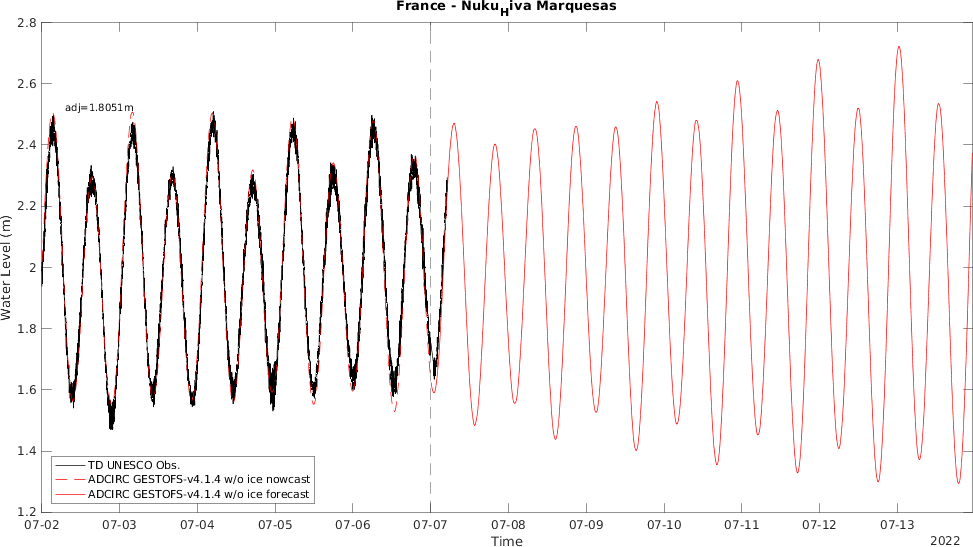 France - Nuku Hiva Marquesas
2.8
2.6
2.4
2.2
2
1.8
1.6
1.4
1.2
Water Level (m)
adj=1.8051m
TD UNESCO Obs.
ADCIRC GESTOFS-v4.1.4 w/o ice nowcast
ADCIRC GESTOFS-v4.1.4 w/o ice forecast
07-02 07-03 07-04 07-05 07-06 07-07 07-08 07-09 07-10 07-11 07-12 07-13
Time
2022